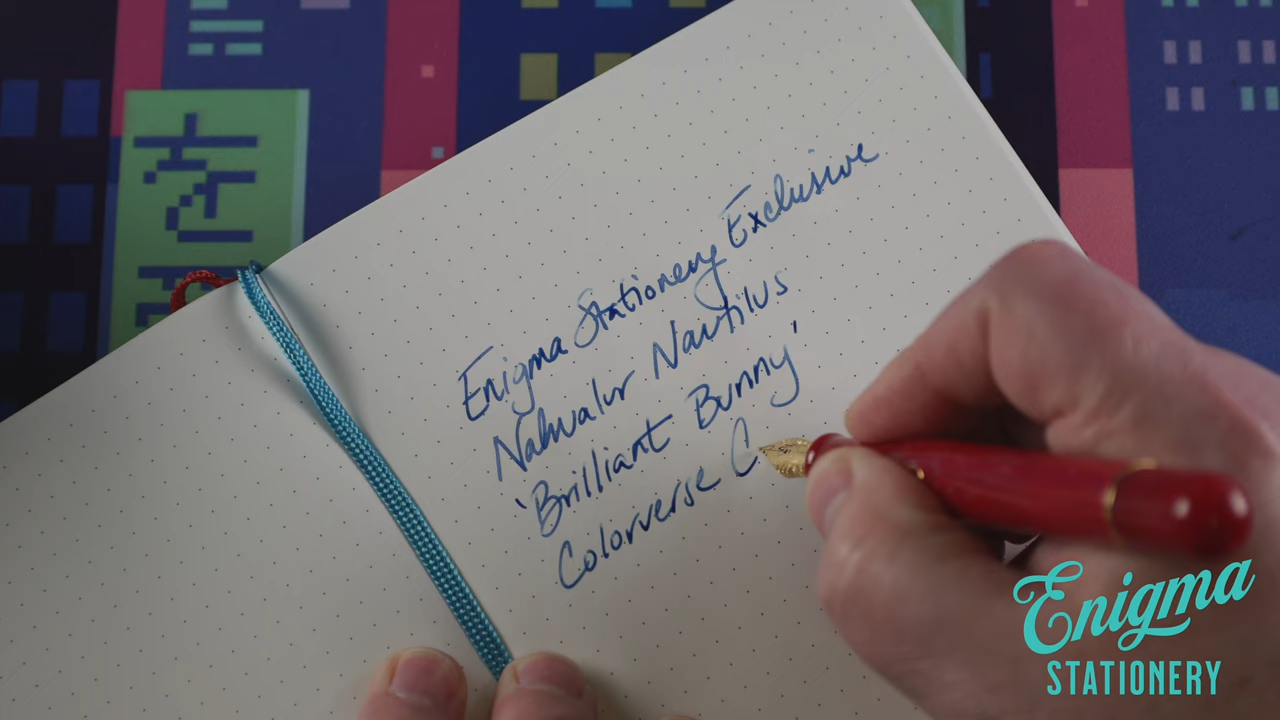 Enigma Stationery Exclusive
Nahvalur Nautilus
'Brilliant Bunny'
Colorverse C
Enigma
STATIONERY